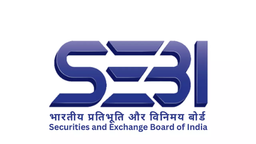 SEBI
भारतीय प्रतिभूति और विनिमय बोर्ड
Securities and Exchange Board of India